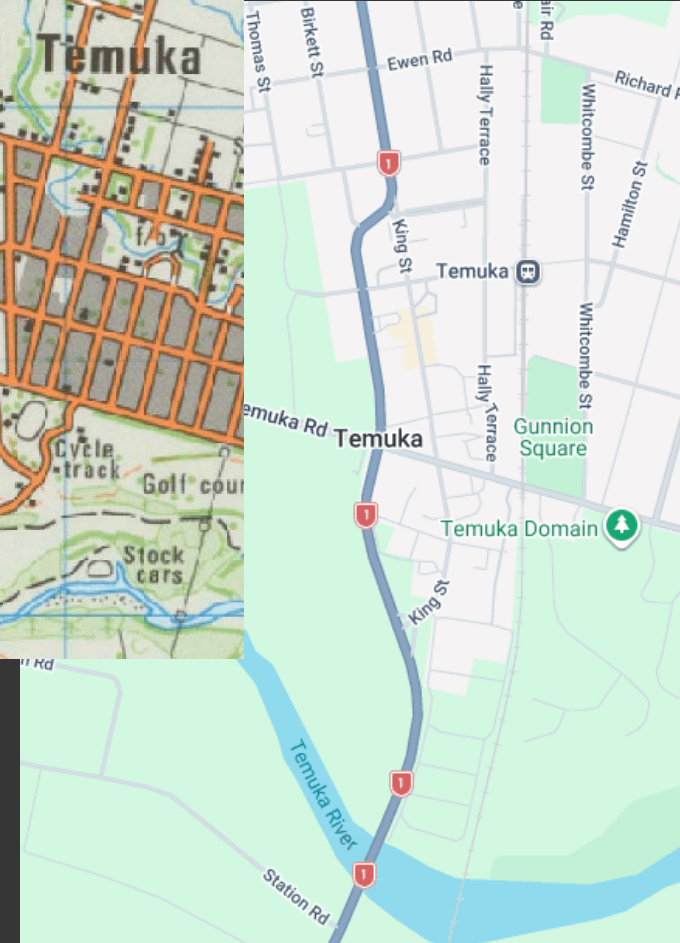 Temuka
f/b
Cycle
track
Golf cour
Stock
cars
Thomas St
Birkett St
Ewen Rd
Hally Terrace
Richard
Whitcombe St
Hamilton St
1
King St
Temuka
Whitcombe St
Hally Terrace
emuka Rd
Temuka
Gunnion
Square
1
Temuka Domain
King St
Rd
Temuka River
1
1
Station Rd